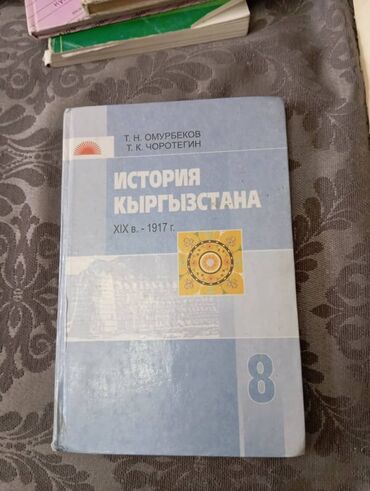 Т. Н. ОМУРБЕКОВ
Т. К. ЧОРОТЕГИН
ИСТОРИЯ
КЫРГЫЗСТАНА
XIX в. - 1917 г.
8